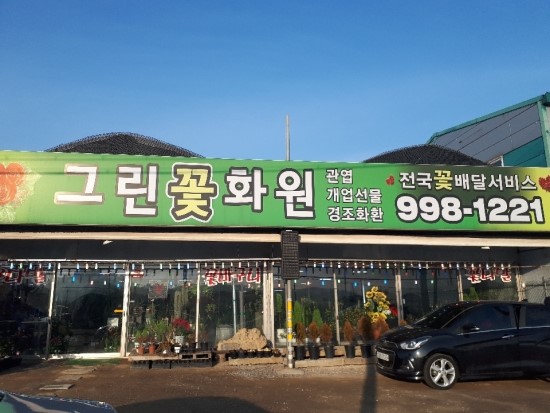 그린꽃화원
관엽
개업선물
경조화환
전국꽃배달서비스
998-1221